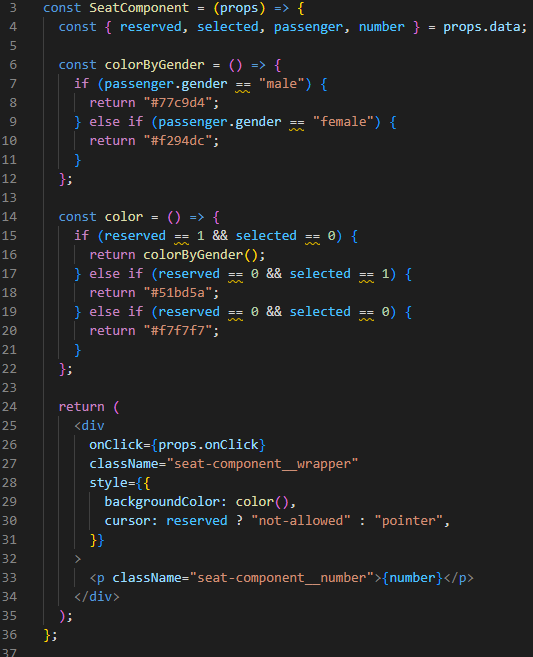 3 const SeatComponent = (props) => {
4   const { reserved, selected, passenger, number } = props.data;
5
6   const colorByGender = () => {
7     if (passenger.gender == "male") {
8       return "#77c9d4";
9     } else if (passenger.gender == "female") {
10       return "#f294dc";
11     }
12   };
13
14   const color = () => {
15     if (reserved == 1 && selected == 0) {
16       return colorByGender();
17     } else if (reserved == 0 && selected == 1) {
18       return "#51bd5a";
19     } else if (reserved == 0 && selected == 0) {
20       return "#f7f7f7";
21     }
22   };
23
24   return (
25     <div
26       onClick={props.onClick}
27       className="seat-component__wrapper"
28       style={{
29         backgroundColor: color(),
30         cursor: reserved ? "not-allowed" : "pointer",
31       }}
32     >
33       <p className="seat-component__number">{number}</p>
34     </div>
35   );
36 };
37